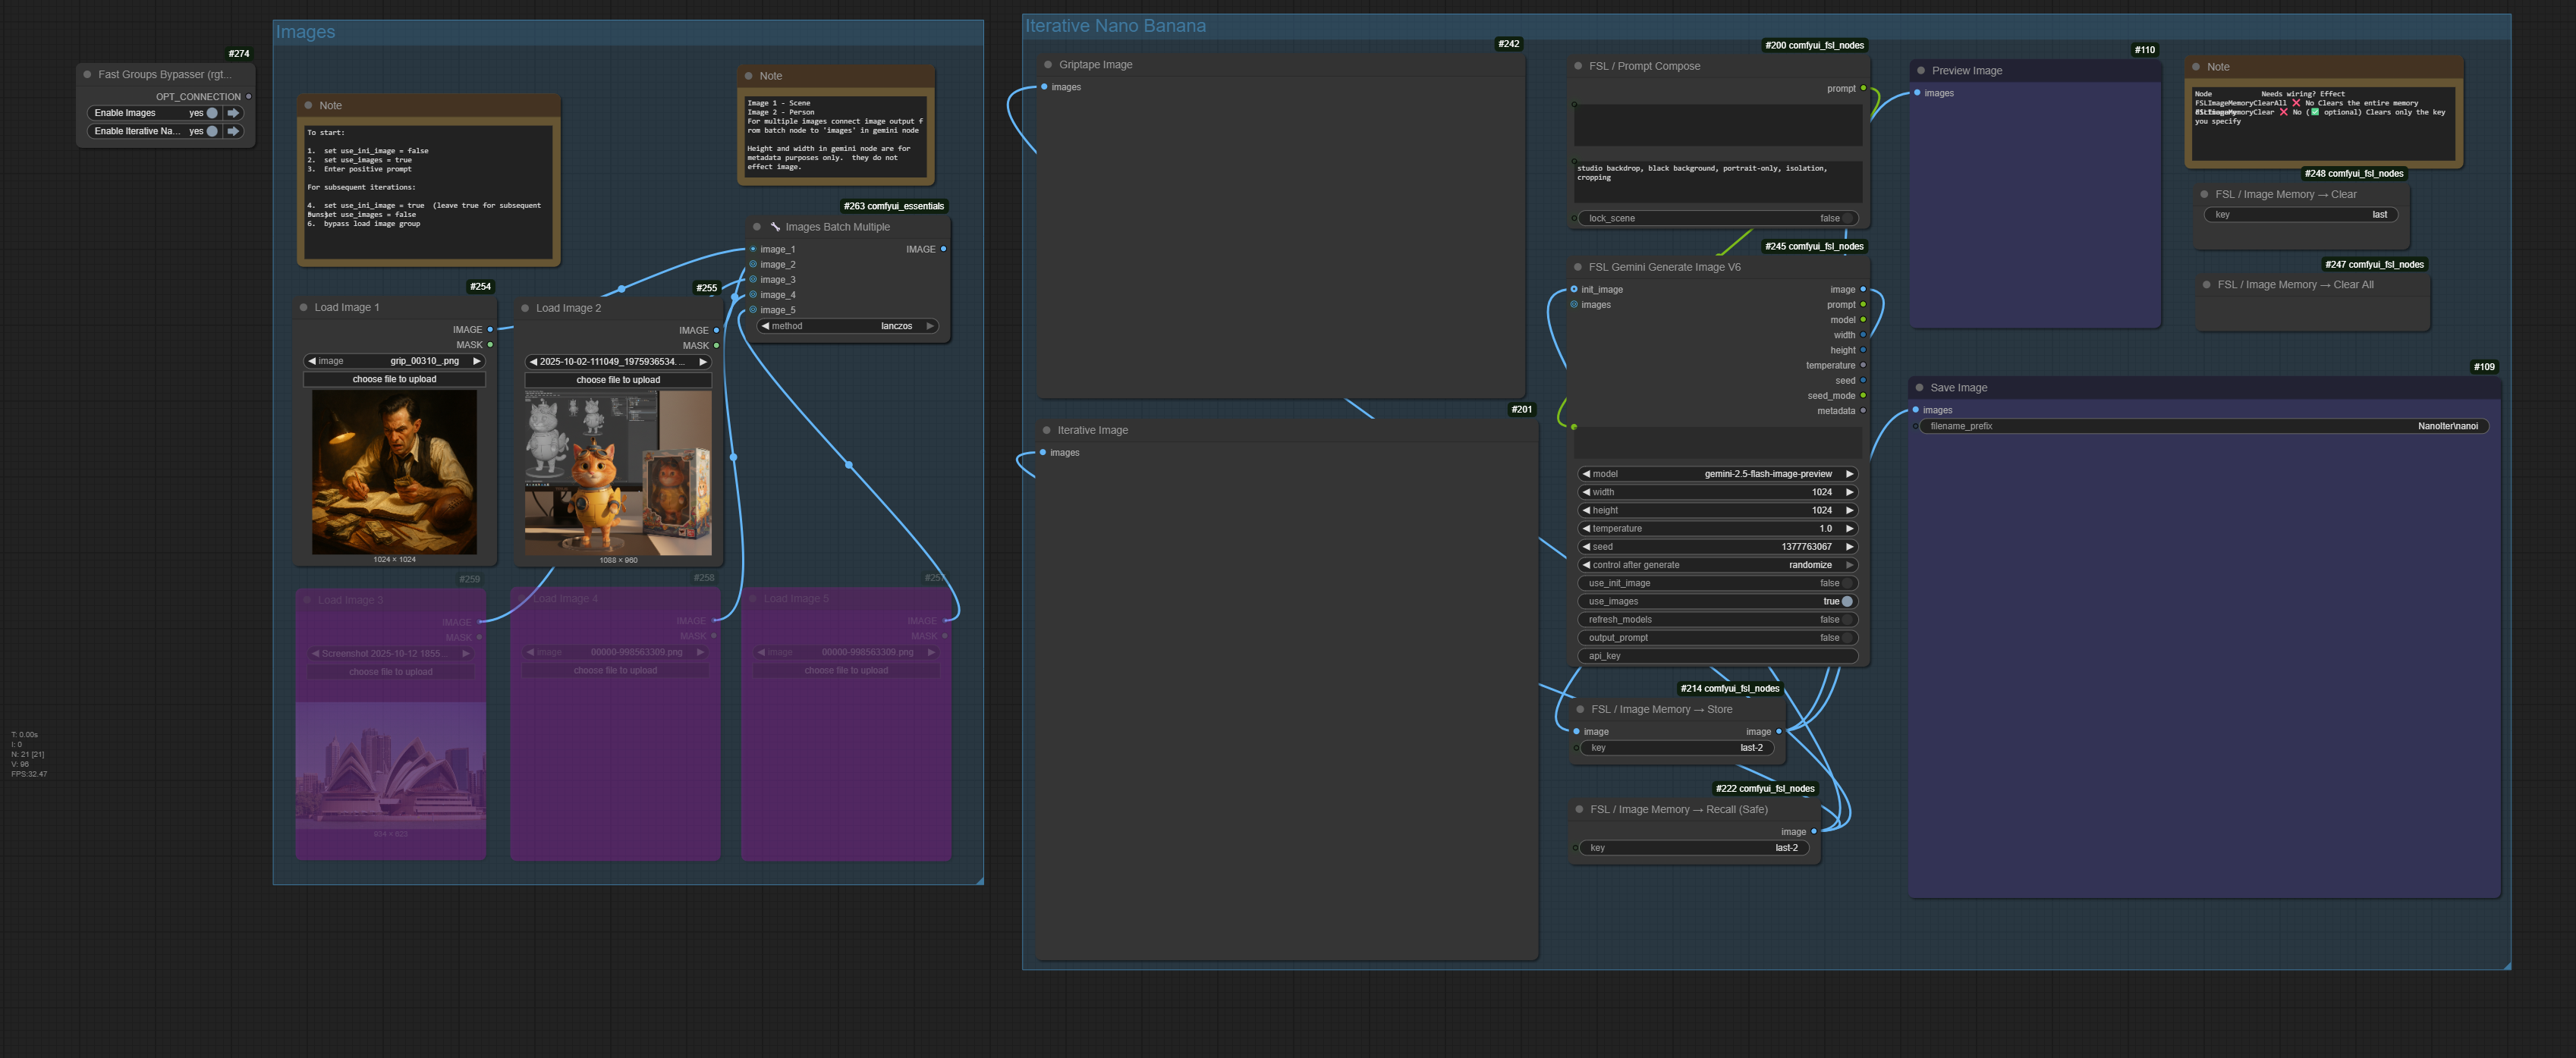 Images
Iterative Nano Banana
#274
Fast Groups Bypasser (rgt...
OPT_CONNECTION
Enable Images yes
Enable Iterative Na... yes
Note
To start:
1. set use_ini_image = false
2. set use_images = true
3. Enter positive prompt
For subsequent iterations:
4. set use_ini_image = true (leave true for subsequent
set use_images = false
6. bypass load image group
Note
Image 1 - Scene
Image 2 - Person
For multiple images connect image output f
rom batch node to 'images' in gemini node
Height and width in gemini node are for
metadata purposes only. they do not
effect image.
#263 comfyui_essentials
Images Batch Multiple
image_1 IMAGE
image_2
image_3
image_4
image_5
method lanczos
#254
Load Image 1
IMAGE
MASK
image grip_00310_.png
choose file to upload
1024 × 1024
#255
Load Image 2
IMAGE
MASK
2025-10-02-111049_1975936534. ...
choose file to upload
1088 × 960
#259
Load Image 3
IMAGE
MASK
Screenshot 2025-10-12 1855...
choose file to upload
#258
Load Image 4
IMAGE
MASK
image 00000-998563309.png
choose file to upload
#257
Load Image 5
IMAGE
MASK
image 00000-998563309.png
choose file to upload
T: 0.00s
I: 0
N: 21 [21]
V: 96
FPS:32.47
#242
Griptape Image
images
#201
Iterative Image
images
#200 comfyui_fsl_nodes
FSL / Prompt Compose
prompt
studio backdrop, black background, portrait-only, isolation,
cropping
lock_scene false
#245 comfyui_fsl_nodes
FSL Gemini Generate Image V6
init_image image
images prompt
model
width
height
temperature
seed
seed_mode
metadata
model gemini-2.5-flash-image-preview
width 1024
height 1024
temperature 1.0
seed 1377763067
control after generate randomize
use_init_image false
use_images true
refresh_models false
output_prompt false
api_key
#214 comfyui_fsl_nodes
FSL / Image Memory → Store
image image
key last-2
#222 comfyui_fsl_nodes
FSL / Image Memory → Recall (Safe)
image
key last-2
#110
Preview Image
images
Note
Node Needs wiring? Effect
FSLImageMemoryClearAll ❌ No Clears the entire memory
❌ No (✅ optional) Clears only the key
you specify
#248 comfyui_fsl_nodes
FSL / Image Memory → Clear
key last
#247 comfyui_fsl_nodes
FSL / Image Memory → Clear All
#109
Save Image
images
filename_prefix NanoIter\nanoi